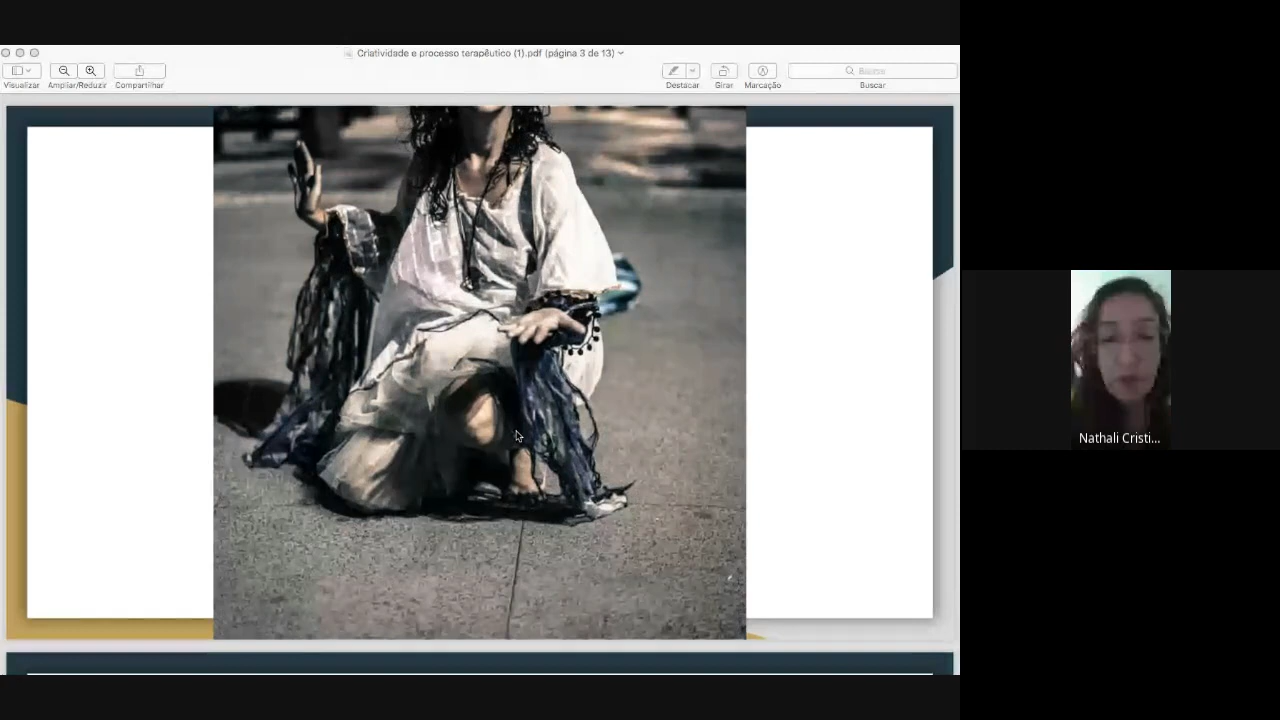 Criatividade e processo terapêutico (1).pdf (página 3 de 13)
Visualizar Ampliar/Reduzir Compartilhar Destacar Girar Marcação Buscar
Buscar
Nathali Cristi...